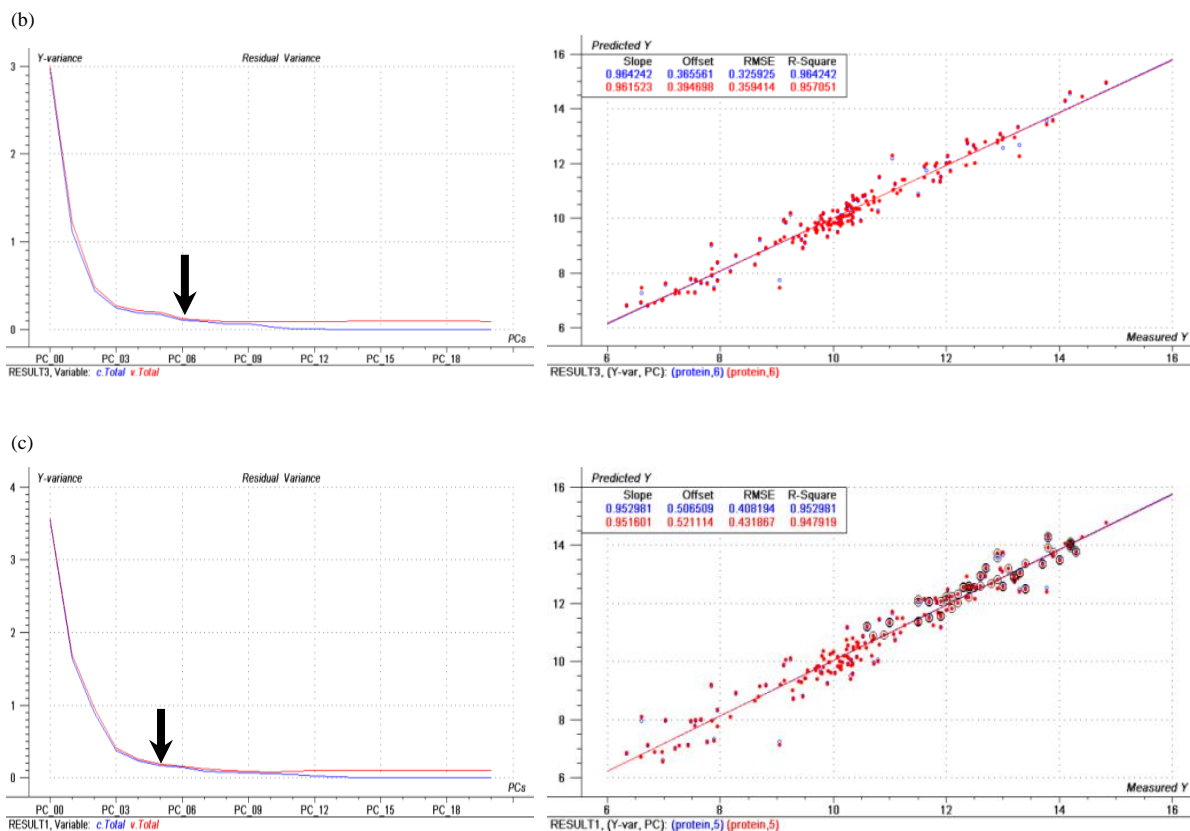 (b)
Y-variance Residual Variance
3
2
1
0
PCs
PC_00 PC_03 PC_06 PC_09 PC_12 PC_15 PC_18
RESULT3, Variable: c.Total v.Total
Predicted Y
16
Slope Offset RMSE R-Square
0.964242 0.365561 0.325925 0.964242
0.961523 0.394698 0.359414 0.957051
14
12
10
8
6
Measured Y
6 8 10 12 14 16
RESULT3, (Y-var, PC): (protein,6) (protein,6)
(c)
Y-variance Residual Variance
4
3
2
1
0
PCs
PC_00 PC_03 PC_06 PC_09 PC_12 PC_15 PC_18
RESULT1, Variable: c.Total v.Total
Predicted Y
16
Slope Offset RMSE R-Square
0.952981 0.506509 0.408194 0.952981
0.951601 0.521114 0.431867 0.947919
14
12
10
8
6
Measured Y
6 8 10 12 14 16
RESULT1, (Y-var, PC): (protein,5) (protein,5)